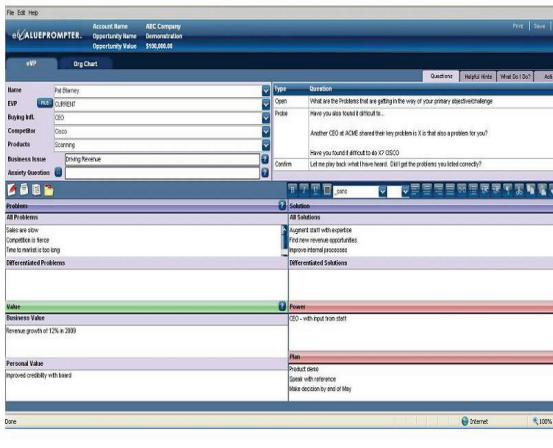 File Edit Help
eVALUEPROMPTER.
Account Name ABC Company
Opportunity Name Demonstration
Opportunity Value $100,000.00
Print Save
eVP Org Chart
Questions Helpful Hints What Do I Do?
Name Pat Blarney
EVP CURRENT
Buying Infl. CEO
Competitor Cisco
Products Scanning
Business Issue Driving Revenue
Anxiety Question
Type Question
Open What are the Problems that are getting in the way of your primary objective/challenge
Probe Have you also found it difficult to...
Another CEO at ACME shared their key problem is X is that also a problem for you?
Have you found it difficult to do X? CISCO
Confirm Let me play back what I have heard. Did I get the problems you listed correctly?
_sans
Problem
All Problems
Sales are slow
Competition is fierce
Time to market is too long
Differentiated Problems
Solution
All Solutions
Augment staff with expertise
Find new revenue opportunities
Improve internal processes
Differentiated Solutions
Value
Business Value
Revenue growth of 12% in 2009
Personal Value
Improved credibility with board
Power
CEO - with input from staff
Plan
Product demo
Speak with reference
Make decision by end of May
Done Internet 100%